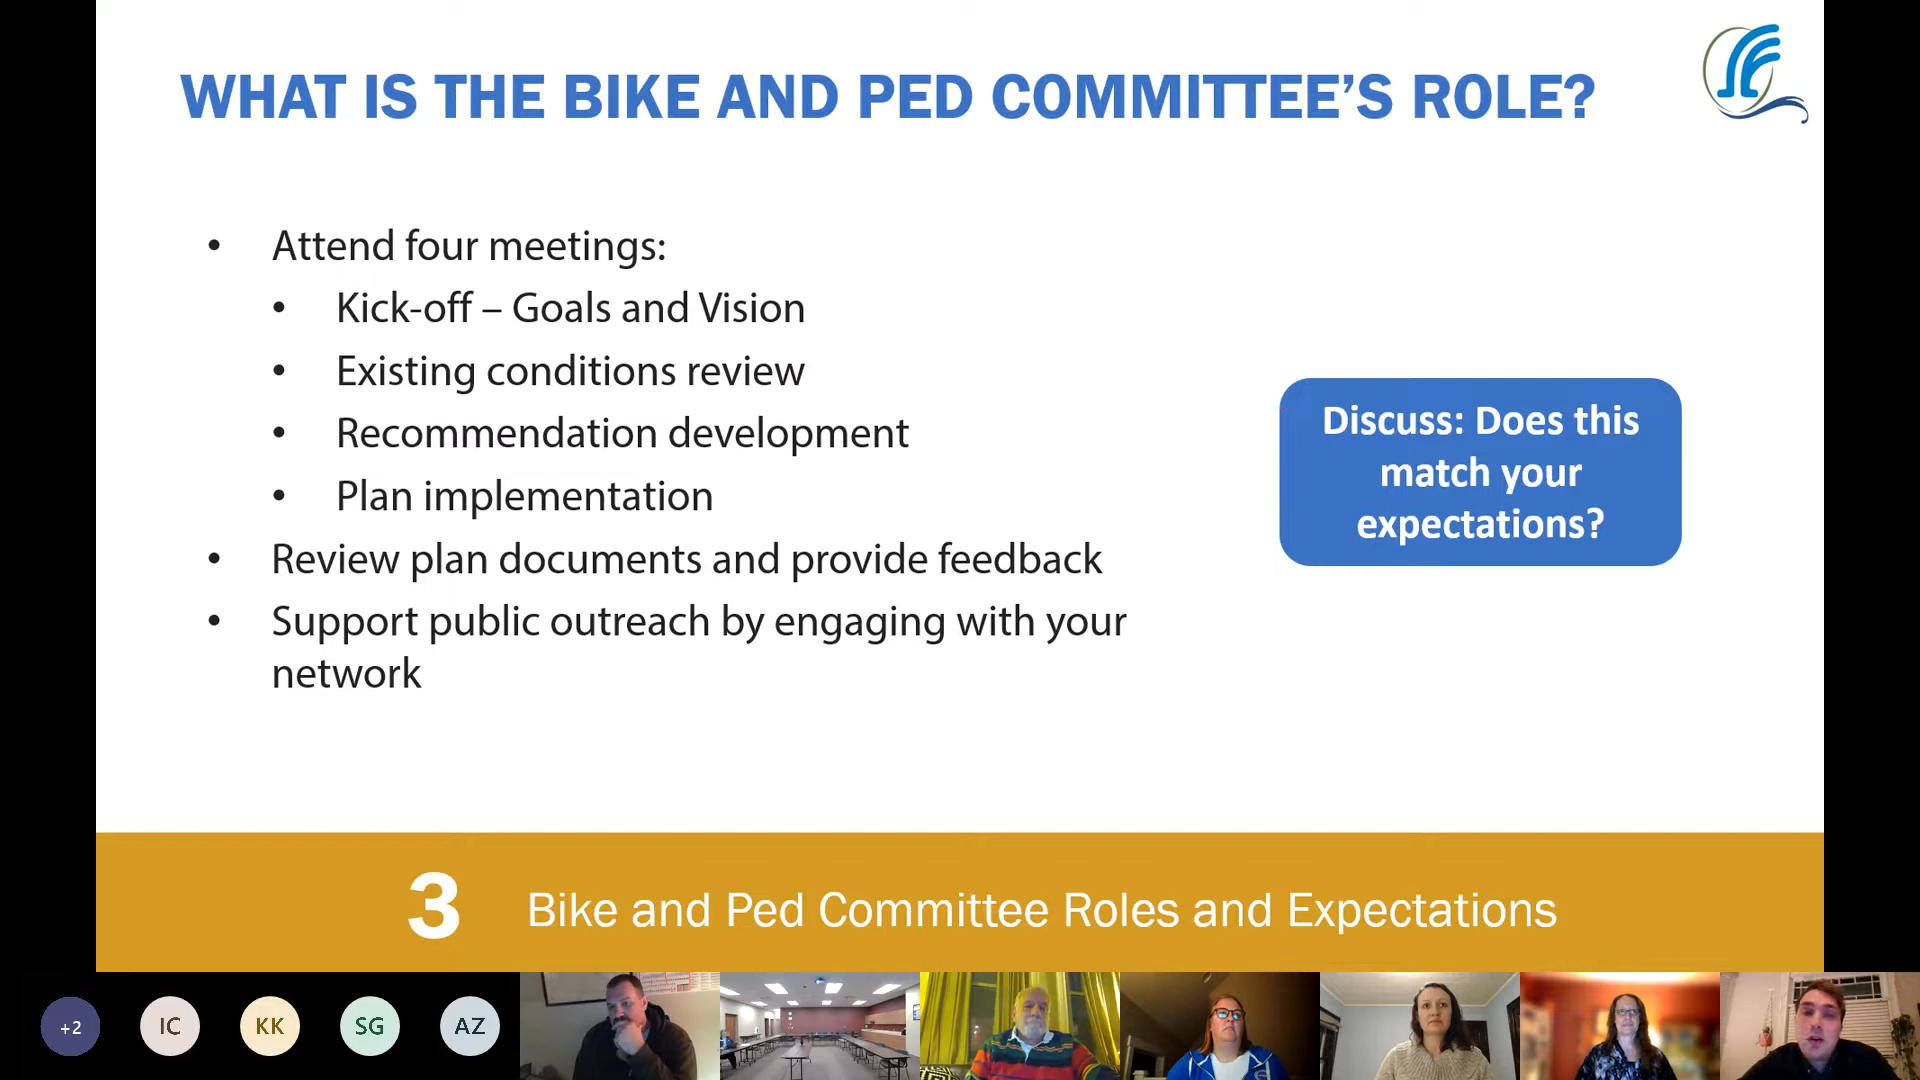 WHAT IS THE BIKE AND PED COMMITTEE’S ROLE?
• Attend four meetings:
• Kick-off – Goals and Vision
• Existing conditions review
• Recommendation development
• Plan implementation
• Review plan documents and provide feedback
• Support public outreach by engaging with your
network
Discuss: Does this
match your
expectations?
3 Bike and Ped Committee Roles and Expectations
+2 IC KK SG AZ